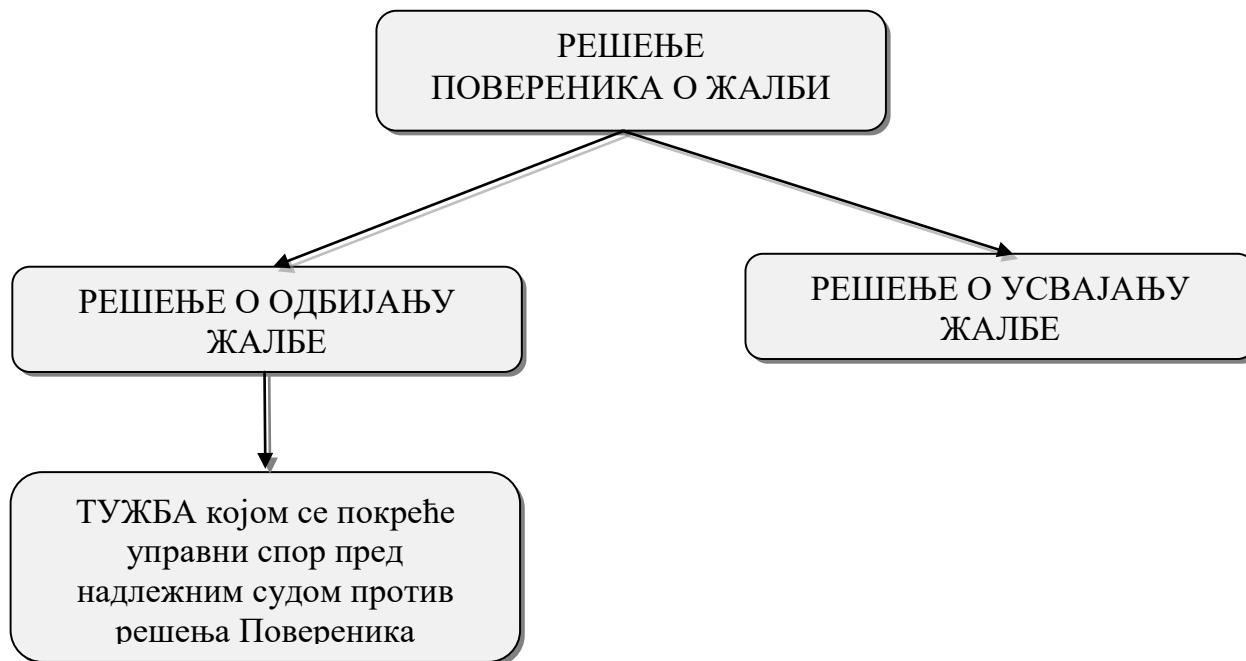 РЕШЕЊЕ
ПОВЕРЕНИКА О ЖАЛБИ
РЕШЕЊЕ О ОДБИЈАЊУ
ЖАЛБЕ
РЕШЕЊЕ О УСВАЈАЊУ
ЖАЛБЕ
ТУЖБА којом се покреће
управни спор пред
надлежним судом против
решења Повереника